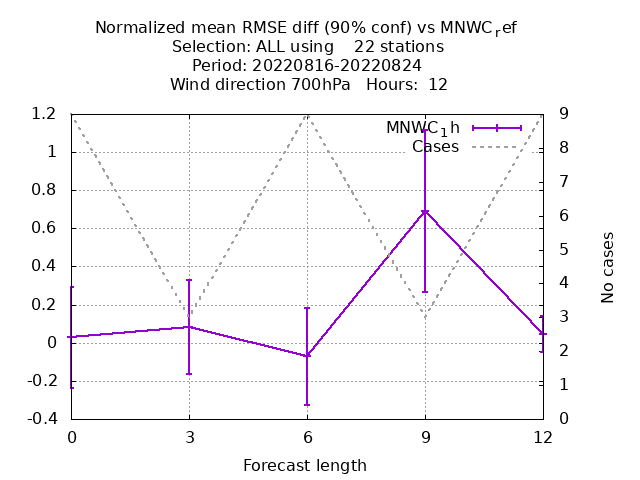 Normalized mean RMSE diff (90% conf) vs MNWCref
Selection: ALL using    22 stations
Period: 20220816-20220824
Wind direction 700hPa   Hours:  12
MNWC1h
Cases
1.2
1
0.8
0.6
0.4
0.2
0
-0.2
-0.4
9
8
7
6
5
4
3
2
1
0
No cases
0 3 6 9 12
Forecast length